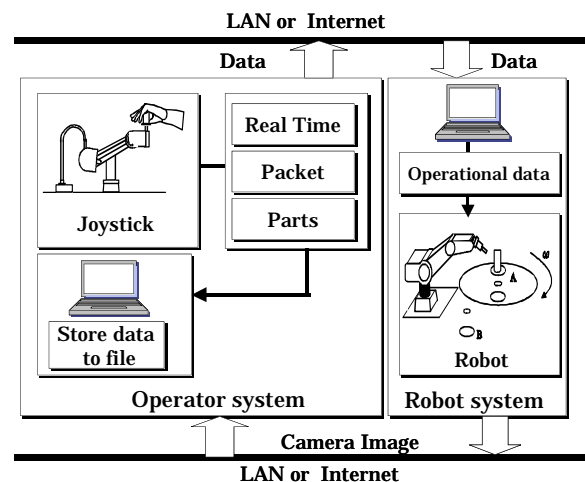 LAN or Internet
Data
Data
Real Time
Packet
Parts
Joystick
Store data
to file
Operator system
Operational data
A
ω
B
Robot
Robot system
Camera Image
LAN or Internet